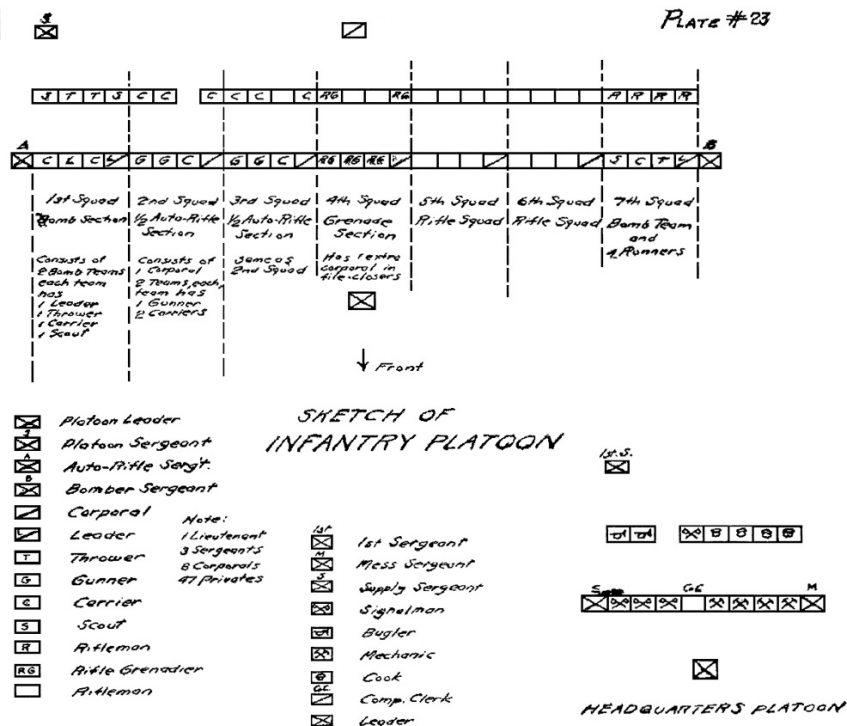 PLATE #23
S
S T T S C C
C C C C RG RG
R R R R
A
B
C L C L G G C G G C RG RG RG S C T L
1st Squad
Bomb Section
Consists of
2 Bomb Teams
each team
has
1 Leader
1 Thrower
1 Carrier
1 Scout
2nd Squad
1/2 Auto-Rifle
Section
Consists of
1 Corporal
2 Teams, each
team has
1 Gunner
2 Carriers
3rd Squad
1/2 Auto-Rifle
Section
Same as
2nd Squad
4th Squad
Grenade
Section
Has 1 extra
corporal in
file-closers
5th Squad
Rifle Squad
6th Squad
Rifle Squad
7th Squad
Bomb Team
and
4 Runners
Front
SKETCH OF
INFANTRY PLATOON
Platoon Leader
S
Platoon Sergeant
A
Auto-Rifle Serg't.
B
Bomber Sergeant
Corporal
L Leader
T Thrower
G Gunner
C Carrier
S Scout
R Rifleman
RG Rifle Grenadier
Rifleman
Note:
1 Lieutenant
3 Sergeants
8 Corporals
47 Privates
1st
1st Sergeant
M
Mess Sergeant
S
Supply Sergeant
Signalman
Bugler
Mechanic
Cook
G.C.
Comp. Clerk
Leader
1st. S.
S
G.C.
M
HEADQUARTERS PLATOON